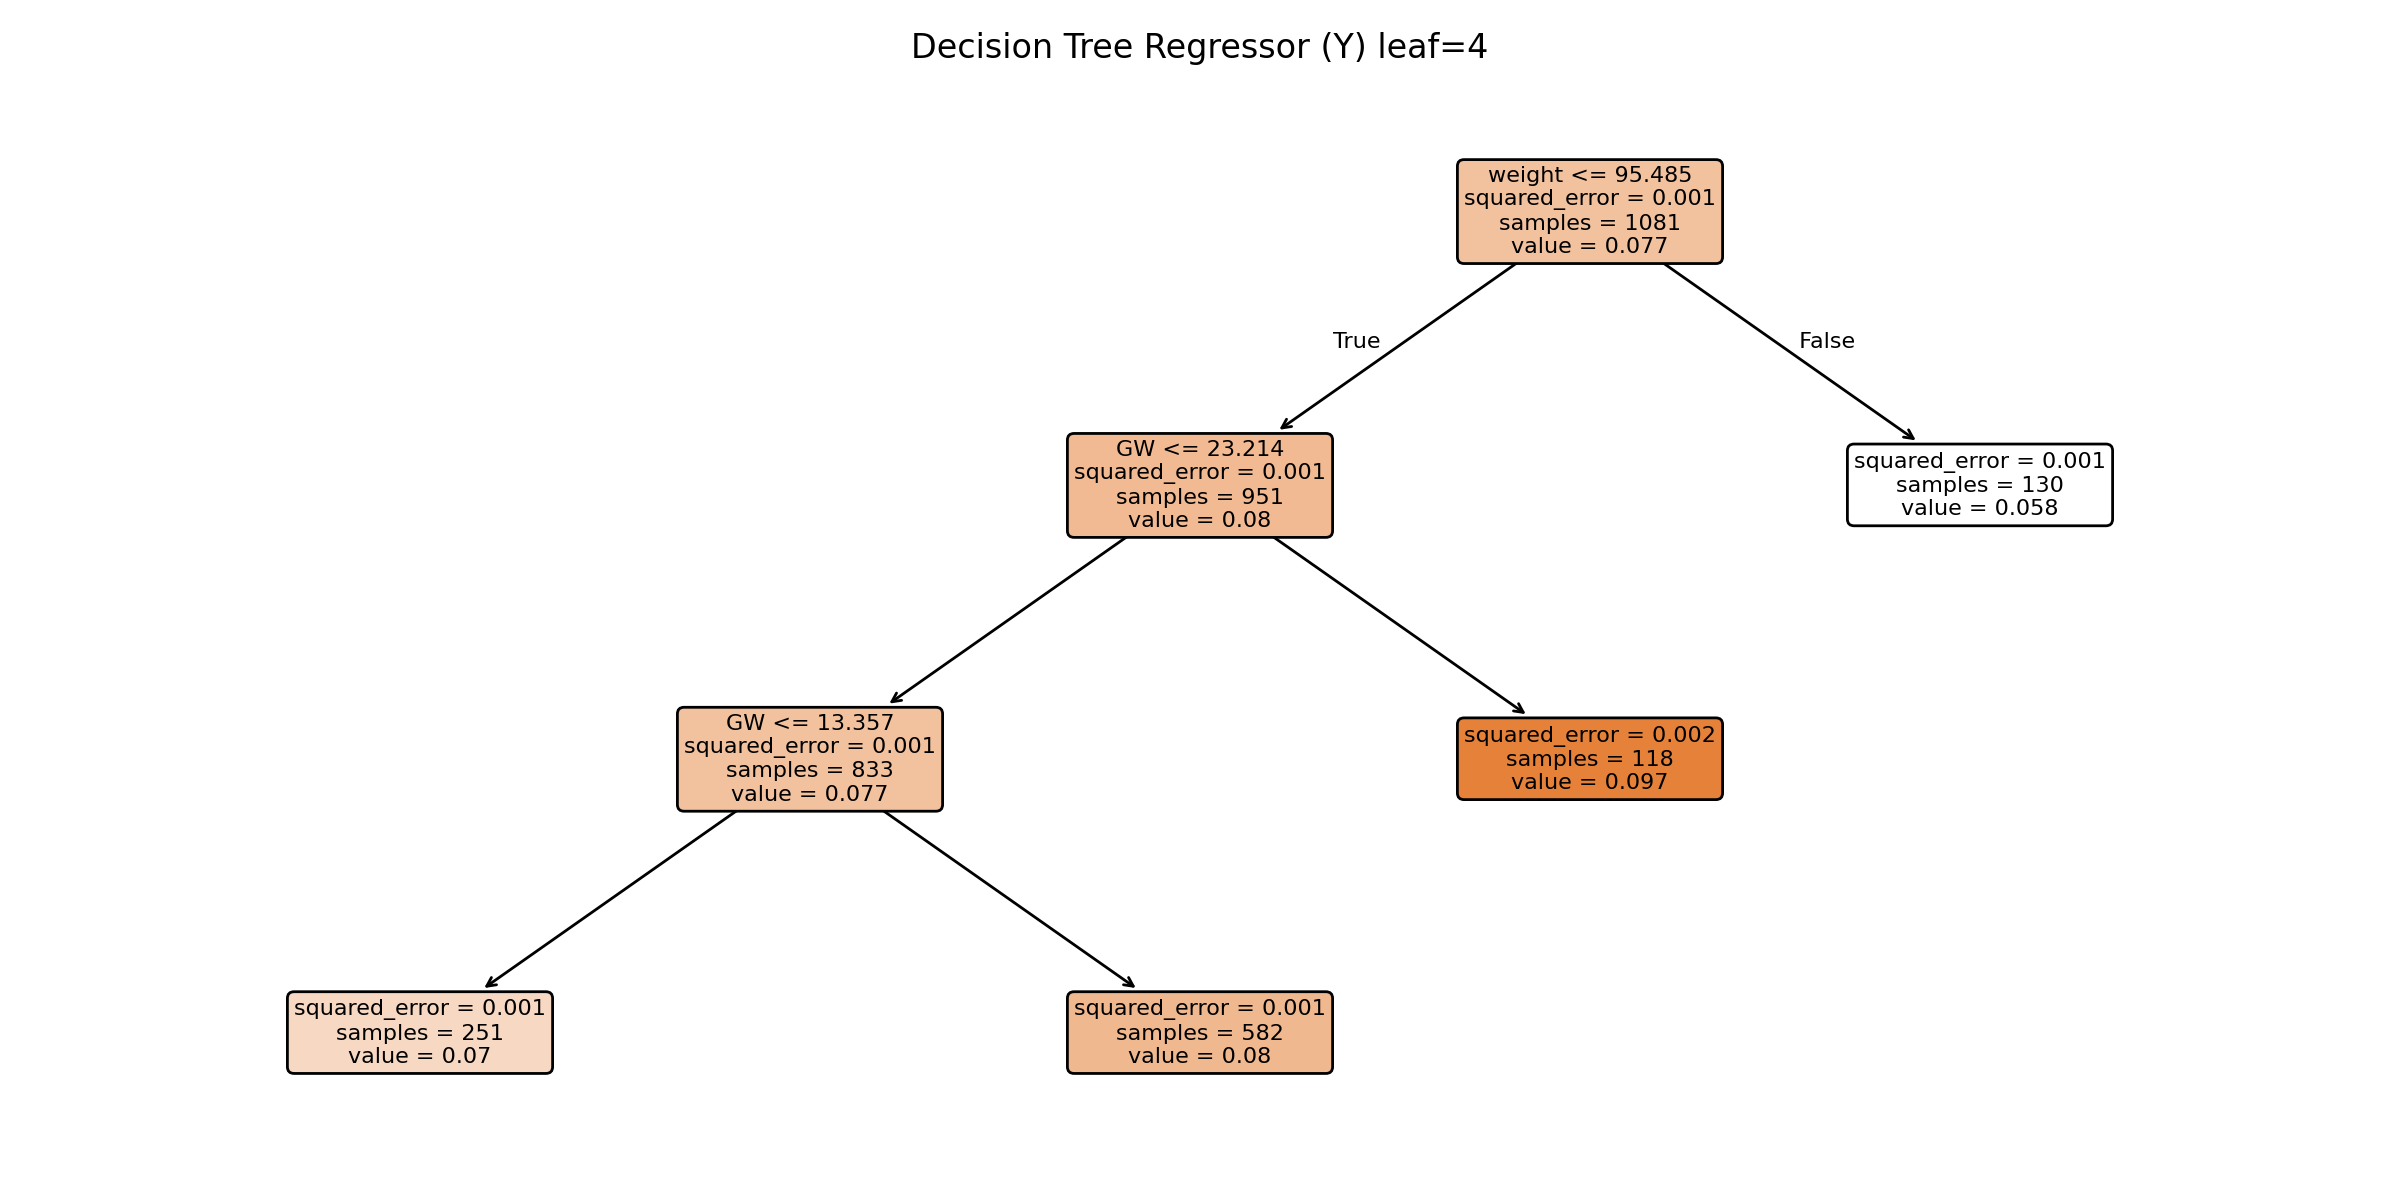 Decision Tree Regressor (Y) leaf=4
weight <= 95.485
squared_error = 0.001
samples = 1081
value = 0.077
True
False
GW <= 23.214
squared_error = 0.001
samples = 951
value = 0.08
squared_error = 0.001
samples = 130
value = 0.058
GW <= 13.357
squared_error = 0.001
samples = 833
value = 0.077
squared_error = 0.002
samples = 118
value = 0.097
squared_error = 0.001
samples = 251
value = 0.07
squared_error = 0.001
samples = 582
value = 0.08